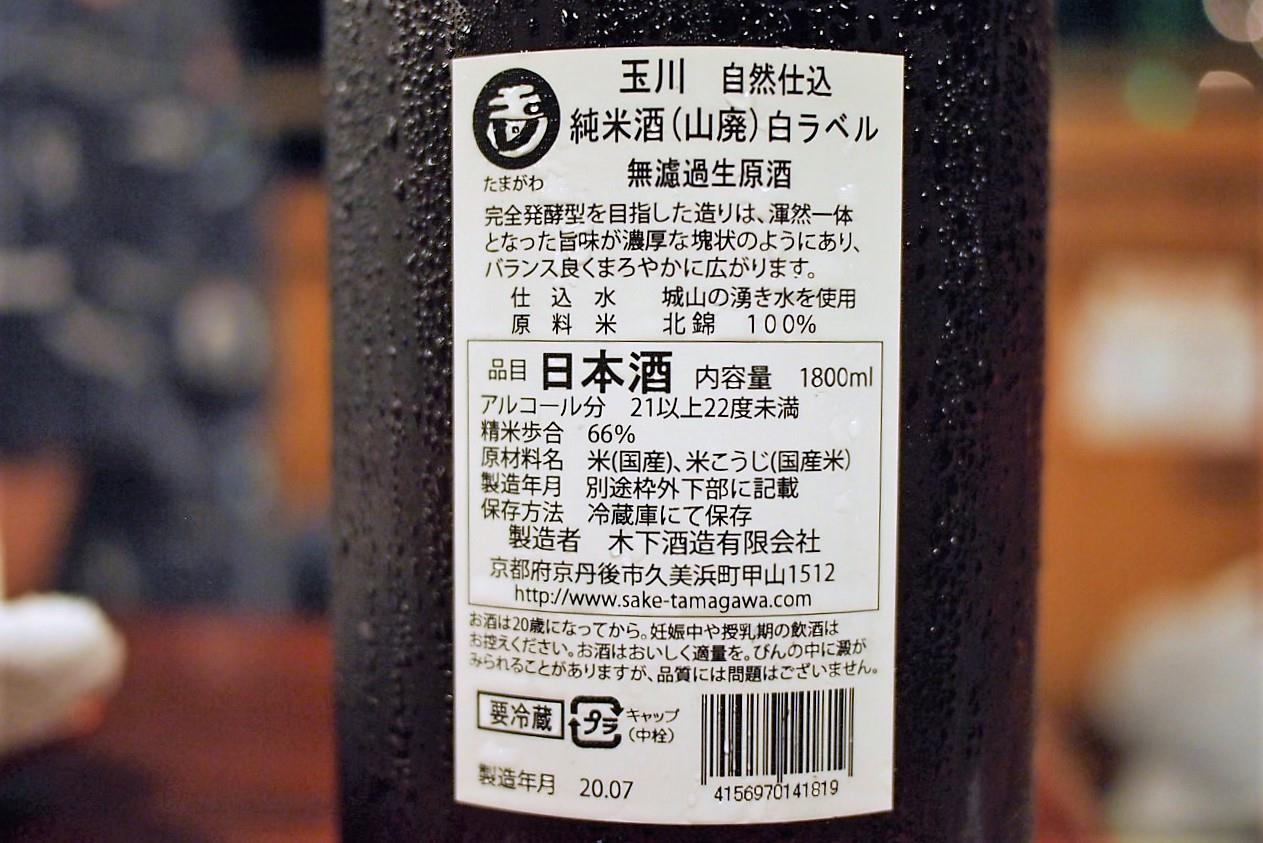 玉川 自然仕込
純米酒(山廃)白ラベル
たまがわ
無濾過生原酒
完全発酵型を目指した造りは、渾然一体
となった旨味が濃厚な塊状のようにあり、
バランス良くまろやかに広がります。
仕込水 城山の湧き水を使用
原料米 北錦 100%
品目 日本酒 内容量 1800ml
アルコール分 21以上22度未満
精米歩合 66%
原材料名 米(国産)、米こうじ(国産米)
製造年月 別途枠外下部に記載
保存方法 冷蔵庫にて保存
製造者 木下酒造有限会社
京都府京丹後市久美浜町甲山1512
http://www.sake-tamagawa.com
お酒は20歳になってから。妊娠中や授乳期の飲酒は
お控えください。お酒はおいしく適量を。びんの中に澱が
みられることがありますが、品質には問題はございません。
要冷蔵 プラ キャップ
(中栓)
製造年月 20.07
4156970141819